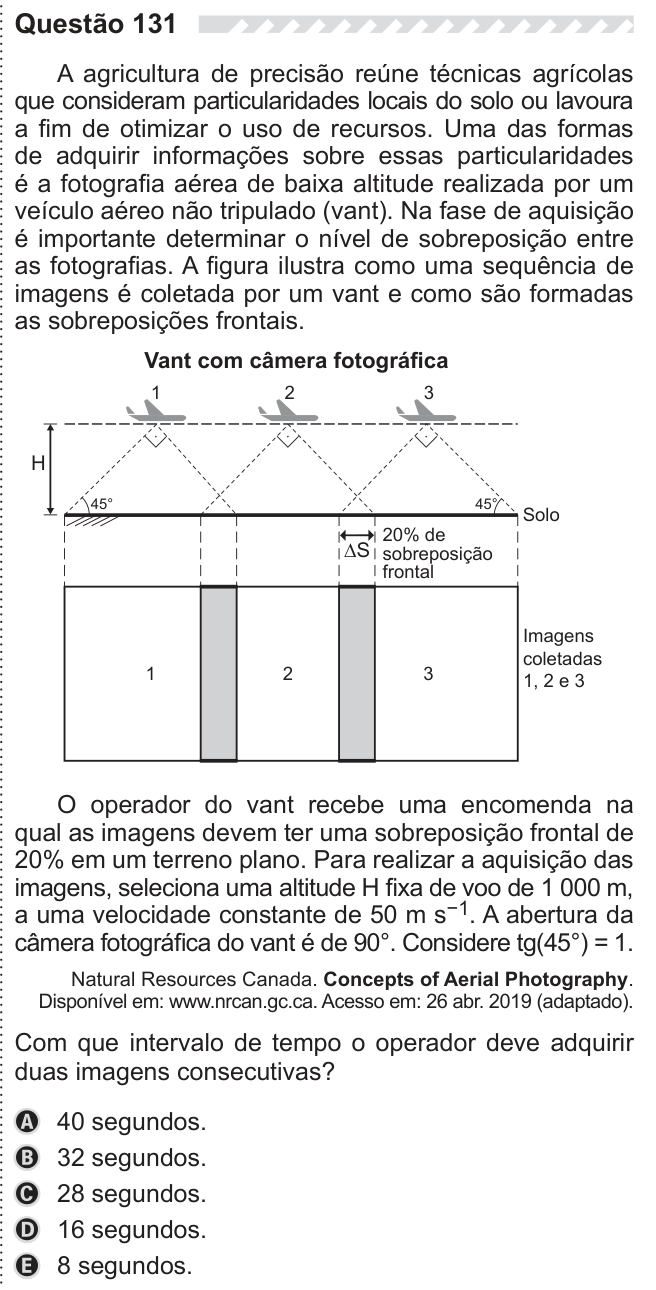 Questão 131
A agricultura de precisão reúne técnicas agrícolas
que consideram particularidades locais do solo ou lavoura
a fim de otimizar o uso de recursos. Uma das formas
de adquirir informações sobre essas particularidades
é a fotografia aérea de baixa altitude realizada por um
veículo aéreo não tripulado (vant). Na fase de aquisição
é importante determinar o nível de sobreposição entre
as fotografias. A figura ilustra como uma sequência de
imagens é coletada por um vant e como são formadas
as sobreposições frontais.
Vant com câmera fotográfica
1 2 3
H
45° 45°
Solo
ΔS 20% de
sobreposição
frontal
1 2 3
Imagens
coletadas
1, 2 e 3
O operador do vant recebe uma encomenda na
qual as imagens devem ter uma sobreposição frontal de
20% em um terreno plano. Para realizar a aquisição das
imagens, seleciona uma altitude H fixa de voo de 1 000 m,
a uma velocidade constante de 50 m s⁻¹. A abertura da
câmera fotográfica do vant é de 90°. Considere tg(45°) = 1.
Natural Resources Canada. Concepts of Aerial Photography.
Disponível em: www.nrcan.gc.ca. Acesso em: 26 abr. 2019 (adaptado).
Com que intervalo de tempo o operador deve adquirir
duas imagens consecutivas?
A 40 segundos.
B 32 segundos.
C 28 segundos.
D 16 segundos.
E 8 segundos.